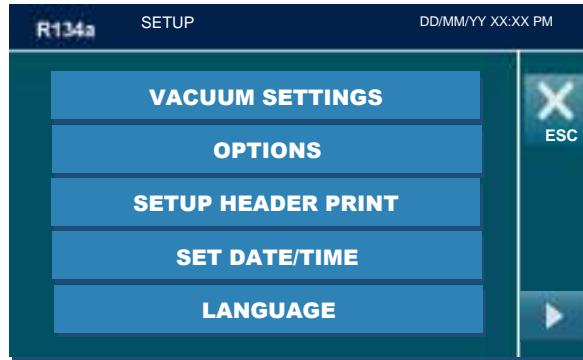 R134a SETUP DD/MM/YY XX:XX PM
VACUUM SETTINGS
ESC
OPTIONS
SETUP HEADER PRINT
SET DATE/TIME
LANGUAGE